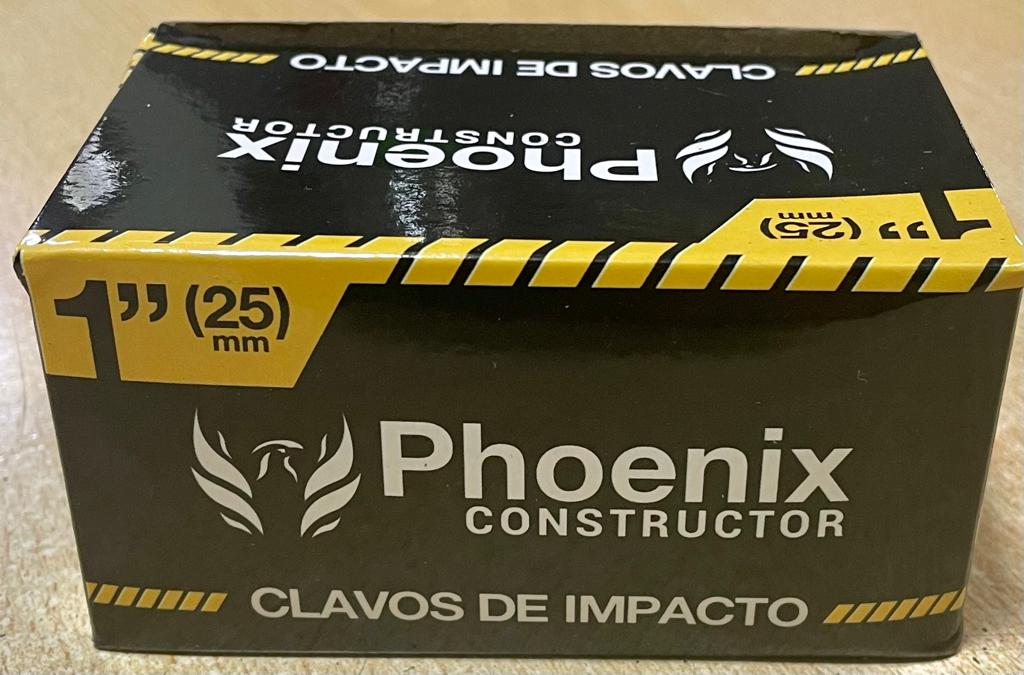 CLAVOS DE IMPACTO
Phoenix
CONSTRUCTOR
1” (25)
mm
1” (25)
mm
Phoenix
CONSTRUCTOR
CLAVOS DE IMPACTO